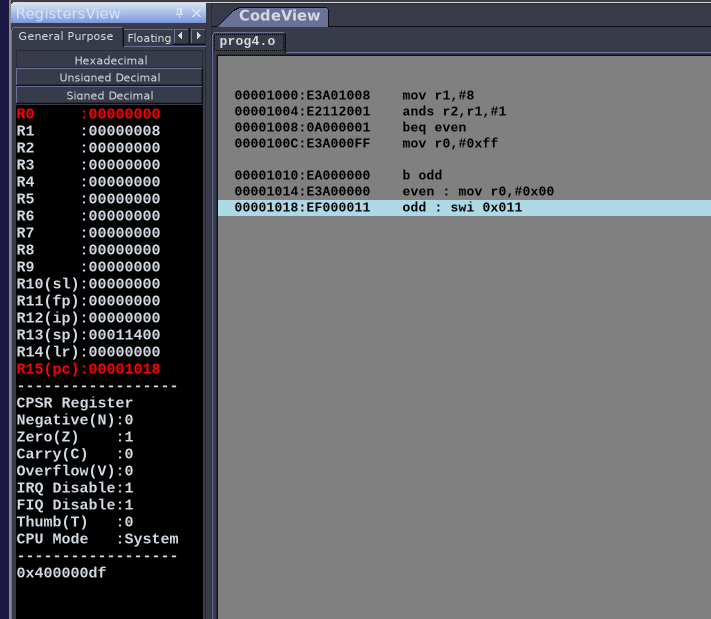 RegistersView
General Purpose Floating
Hexadecimal
Unsigned Decimal
Signed Decimal
R0     :00000000
R1     :00000008
R2     :00000000
R3     :00000000
R4     :00000000
R5     :00000000
R6     :00000000
R7     :00000000
R8     :00000000
R9     :00000000
R10(sl):00000000
R11(fp):00000000
R12(ip):00000000
R13(sp):00011400
R14(lr):00000000
R15(pc):00001018
------------------
CPSR Register
Negative(N):0
Zero(Z)    :1
Carry(C)   :0
Overflow(V):0
IRQ Disable:1
FIQ Disable:1
Thumb(T)   :0
CPU Mode   :System
------------------
0x400000df
CodeView
prog4.o
00001000:E3A01008    mov r1,#8
00001004:E2112001    ands r2,r1,#1
00001008:0A000001    beq even
0000100C:E3A000FF    mov r0,#0xff
00001010:EA000000    b odd
00001014:E3A00000    even : mov r0,#0x00
00001018:EF000011    odd : swi 0x011